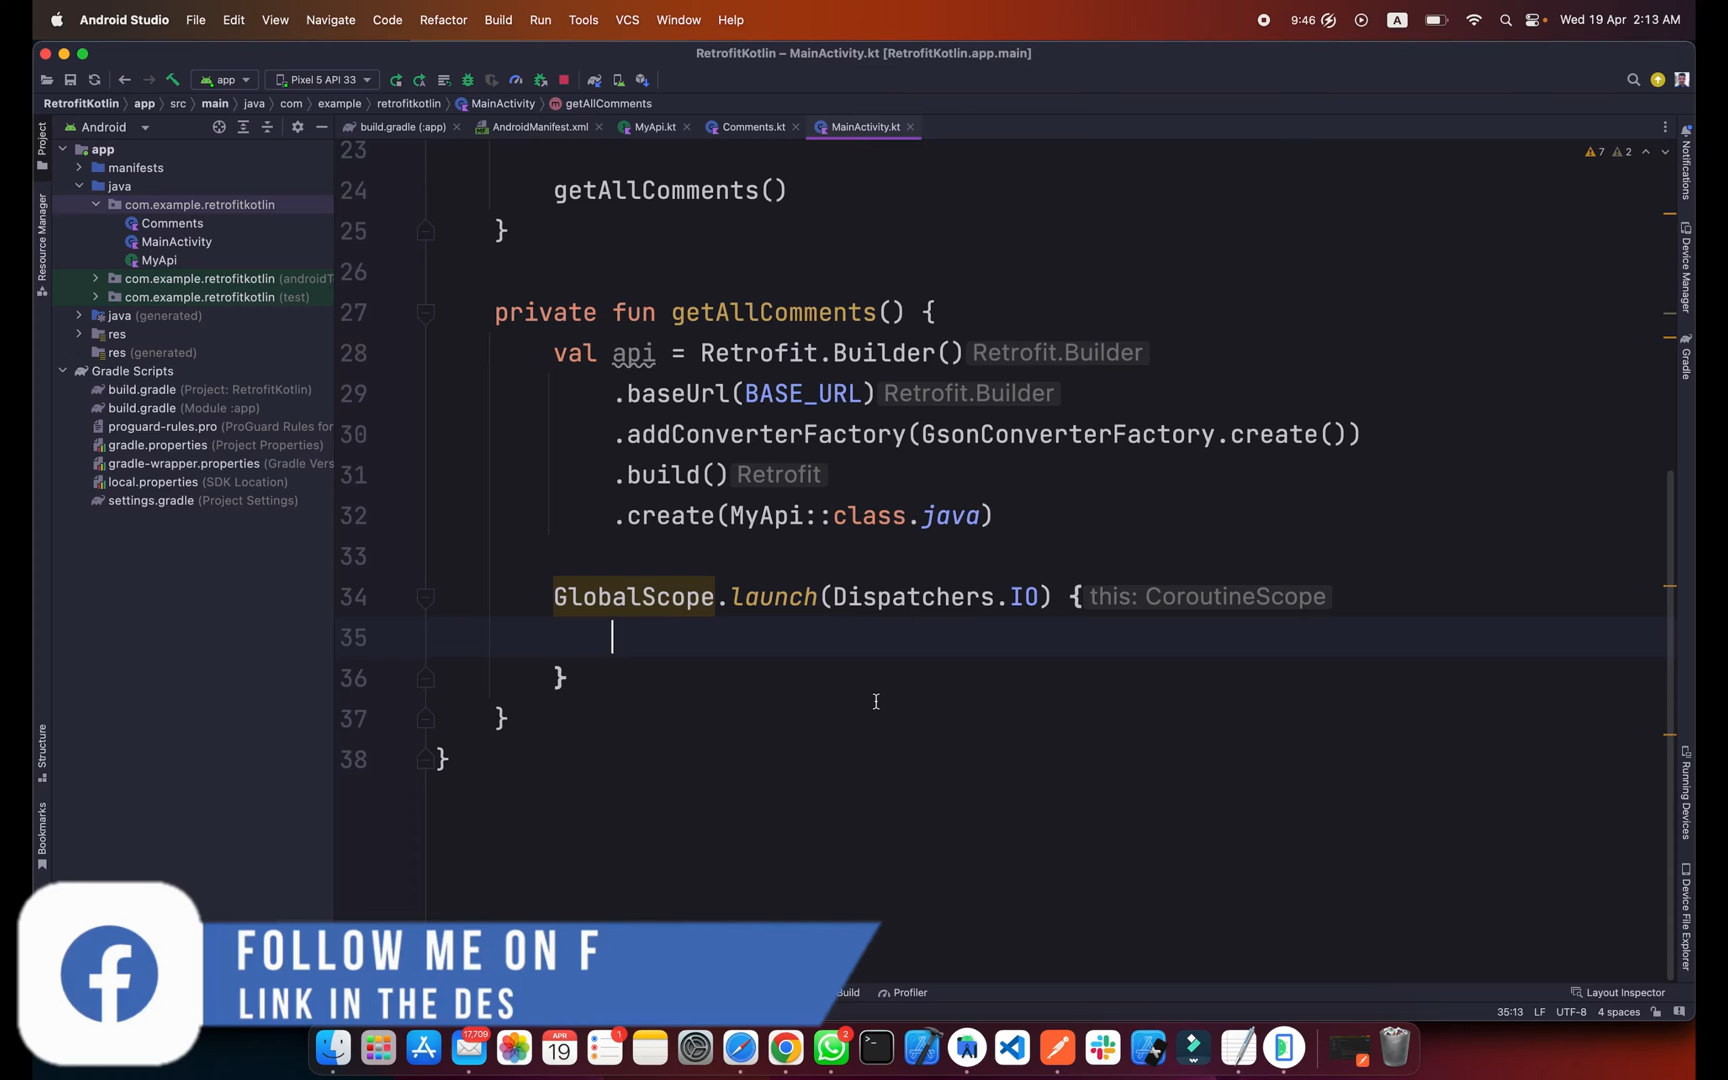 Android Studio File Edit View Navigate Code Refactor Build Run Tools VCS Window Help 9:46 A Wed 19 Apr 2:13 AM
RetrofitKotlin – MainActivity.kt [RetrofitKotlin.app.main]
app Pixel 5 API 33
RetrofitKotlin app src main java com example retrofitkotlin MainActivity getAllComments
Android build.gradle (:app) AndroidManifest.xml MyApi.kt Comments.kt MainActivity.kt
Project
Resource Manager
Structure
Bookmarks
app
manifests
java
com.example.retrofitkotlin
Comments
MainActivity
MyApi
com.example.retrofitkotlin (androidT
com.example.retrofitkotlin (test)
java (generated)
res
res (generated)
Gradle Scripts
build.gradle (Project: RetrofitKotlin)
build.gradle (Module :app)
proguard-rules.pro (ProGuard Rules for
gradle.properties (Project Properties)
gradle-wrapper.properties (Gradle Vers
local.properties (SDK Location)
settings.gradle (Project Settings)
7 2
23
24 getAllComments()
25 }
26
27 private fun getAllComments() {
28 val api = Retrofit.Builder() Retrofit.Builder
29 .baseUrl(BASE_URL) Retrofit.Builder
30 .addConverterFactory(GsonConverterFactory.create())
31 .build() Retrofit
32 .create(MyApi::class.java)
33
34 GlobalScope.launch(Dispatchers.IO) { this: CoroutineScope
35
36 }
37 }
38 }
Notifications
Device Manager
Gradle
Running Devices
Device File Explorer
FOLLOW ME ON F
LINK IN THE DES
Build Profiler Layout Inspector
35:13 LF UTF-8 4 spaces
17,709 APR 19 1 2